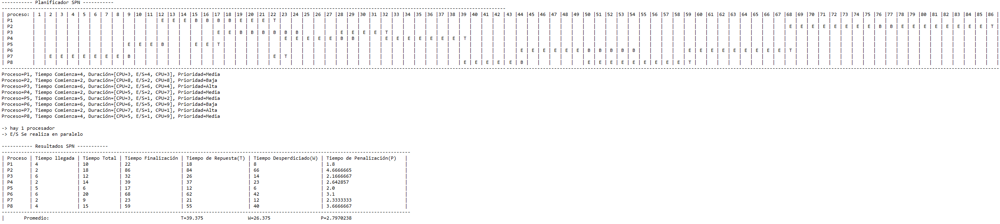 ----------- Planificador SPN -----------
| proceso: | 1 | 2 | 3 | 4 | 5 | 6 | 7 | 8 | 9 |10 |11 |12 |13 |14 |15 |16 |17 |18 |19 |20 |21 |22 |23 |24 |25 |26 |27 |28 |29 |30 |31 |32 |33 |34 |35 |36 |37 |38 |39 |40 |41 |42 |43 |44 |45 |46 |47 |48 |49 |50 |51 |52 |53 |54 |55 |56 |57 |58 |59 |60 |61 |62 |63 |64 |65 |66 |67 |68 |69 |70 |71 |72 |73 |74 |75 |76 |77 |78 |79 |80 |81 |82 |83 |84 |85 |86 |
| P1 | E | E | E | B | B | B | B | E | E | E | T |
| P2 | E | E | E | E | E | E | E | E | B | B | E | E | E | E | E | E | E | E | T |
| P3 | E | E | B | B | B | B | B | B | E | E | E | E | T |
| P4 | E | E | E | E | E | B | B | E | E | E | E | E | E | E | T |
| P5 | E | E | E | B | E | E | T |
| P6 | E | E | E | E | E | E | B | B | B | B | B | E | E | E | E | E | E | E | E | E | T |
| P7 | E | E | E | E | E | E | E | B | E | T |
| P8 | E | E | E | E | E | B | E | E | E | E | E | E | E | E | E | T |
Proceso=P1, Tiempo Comienza=4, Duración=[CPU=3, E/S=4, CPU=3], Prioridad=Media
Proceso=P2, Tiempo Comienza=2, Duración=[CPU=8, E/S=2, CPU=8], Prioridad=Baja
Proceso=P3, Tiempo Comienza=6, Duración=[CPU=2, E/S=6, CPU=4], Prioridad=Alta
Proceso=P4, Tiempo Comienza=2, Duración=[CPU=5, E/S=2, CPU=7], Prioridad=Media
Proceso=P5, Tiempo Comienza=5, Duración=[CPU=3, E/S=1, CPU=2], Prioridad=Media
Proceso=P6, Tiempo Comienza=6, Duración=[CPU=6, E/S=5, CPU=9], Prioridad=Baja
Proceso=P7, Tiempo Comienza=2, Duración=[CPU=7, E/S=1, CPU=1], Prioridad=Alta
Proceso=P8, Tiempo Comienza=4, Duración=[CPU=5, E/S=1, CPU=9], Prioridad=Media
-> hay 1 procesador
-> E/S Se realiza en paralelo
----------- Resultados SPN -----------
| Proceso | Tiempo llegada | Tiempo Total | Tiempo Finalización | Tiempo de Repuesta(T) | Tiempo Desperdiciado(W) | Tiempo de Penalización(P) |
| P1 | 4 | 10 | 22 | 18 | 8 | 1.8 |
| P2 | 2 | 18 | 86 | 84 | 66 | 4.6666665 |
| P3 | 6 | 12 | 32 | 26 | 14 | 2.1666667 |
| P4 | 2 | 14 | 39 | 37 | 23 | 2.642857 |
| P5 | 5 | 6 | 17 | 12 | 6 | 2.0 |
| P6 | 6 | 20 | 68 | 62 | 42 | 3.1 |
| P7 | 2 | 9 | 23 | 21 | 12 | 2.3333333 |
| P8 | 4 | 15 | 59 | 55 | 40 | 3.6666667 |
| Promedio: T=39.375 W=26.375 P=2.7970238